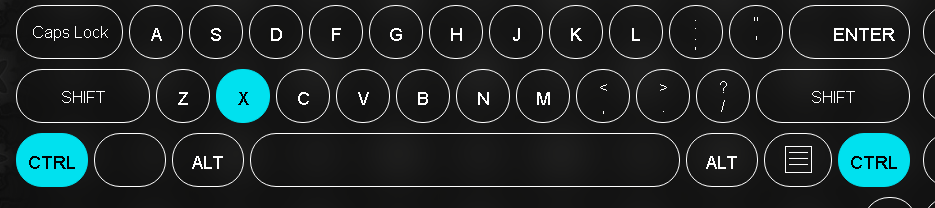 Caps Lock A S D F G H J K L : ; " ' ENTER
SHIFT Z X C V B N M < , > . ? / SHIFT
CTRL ALT ALT CTRL